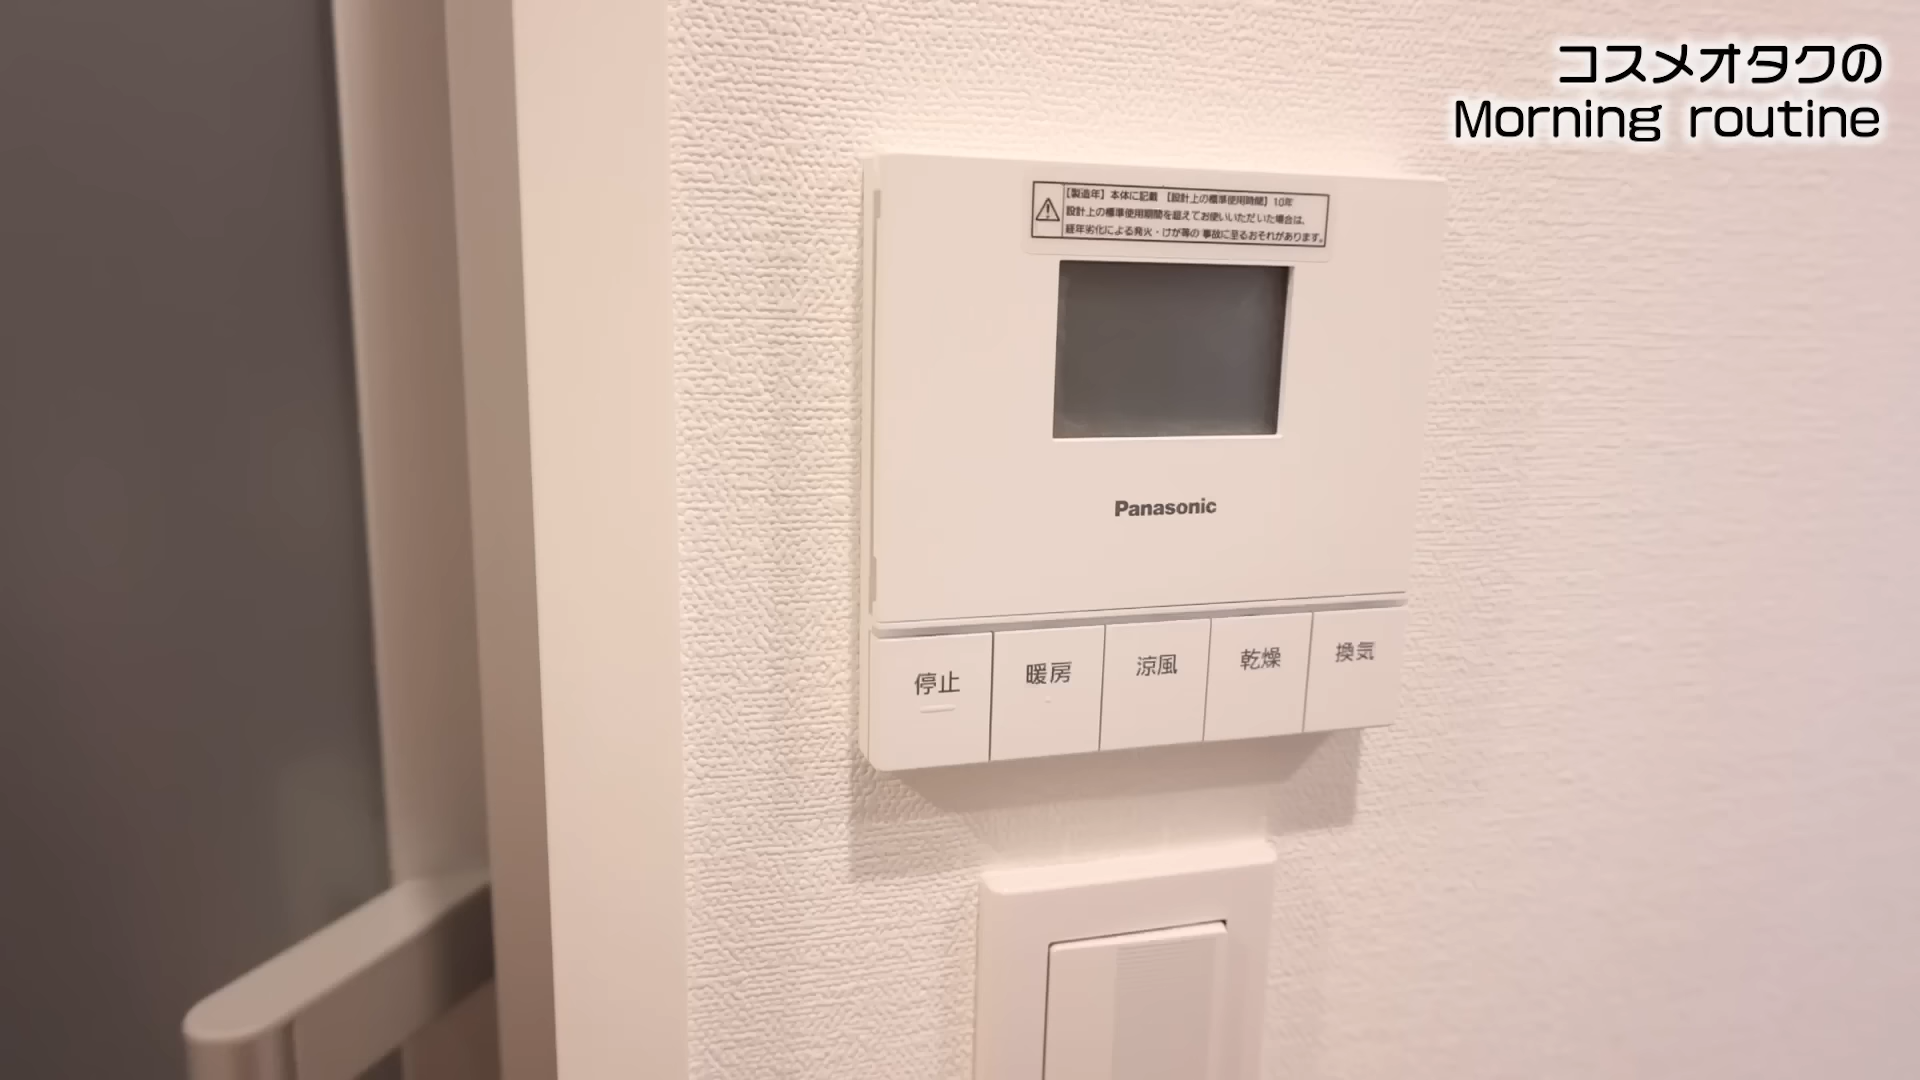 コスメオタクの
Morning routine
【製造年】本体に記載 【設計上の標準使用時間】10年
設計上の標準使用期間を超えてお使いいただいた場合は、
経年劣化による発火・けが等の事故に至るおそれがあります。
Panasonic
停止 暖房 涼風 乾燥 換気